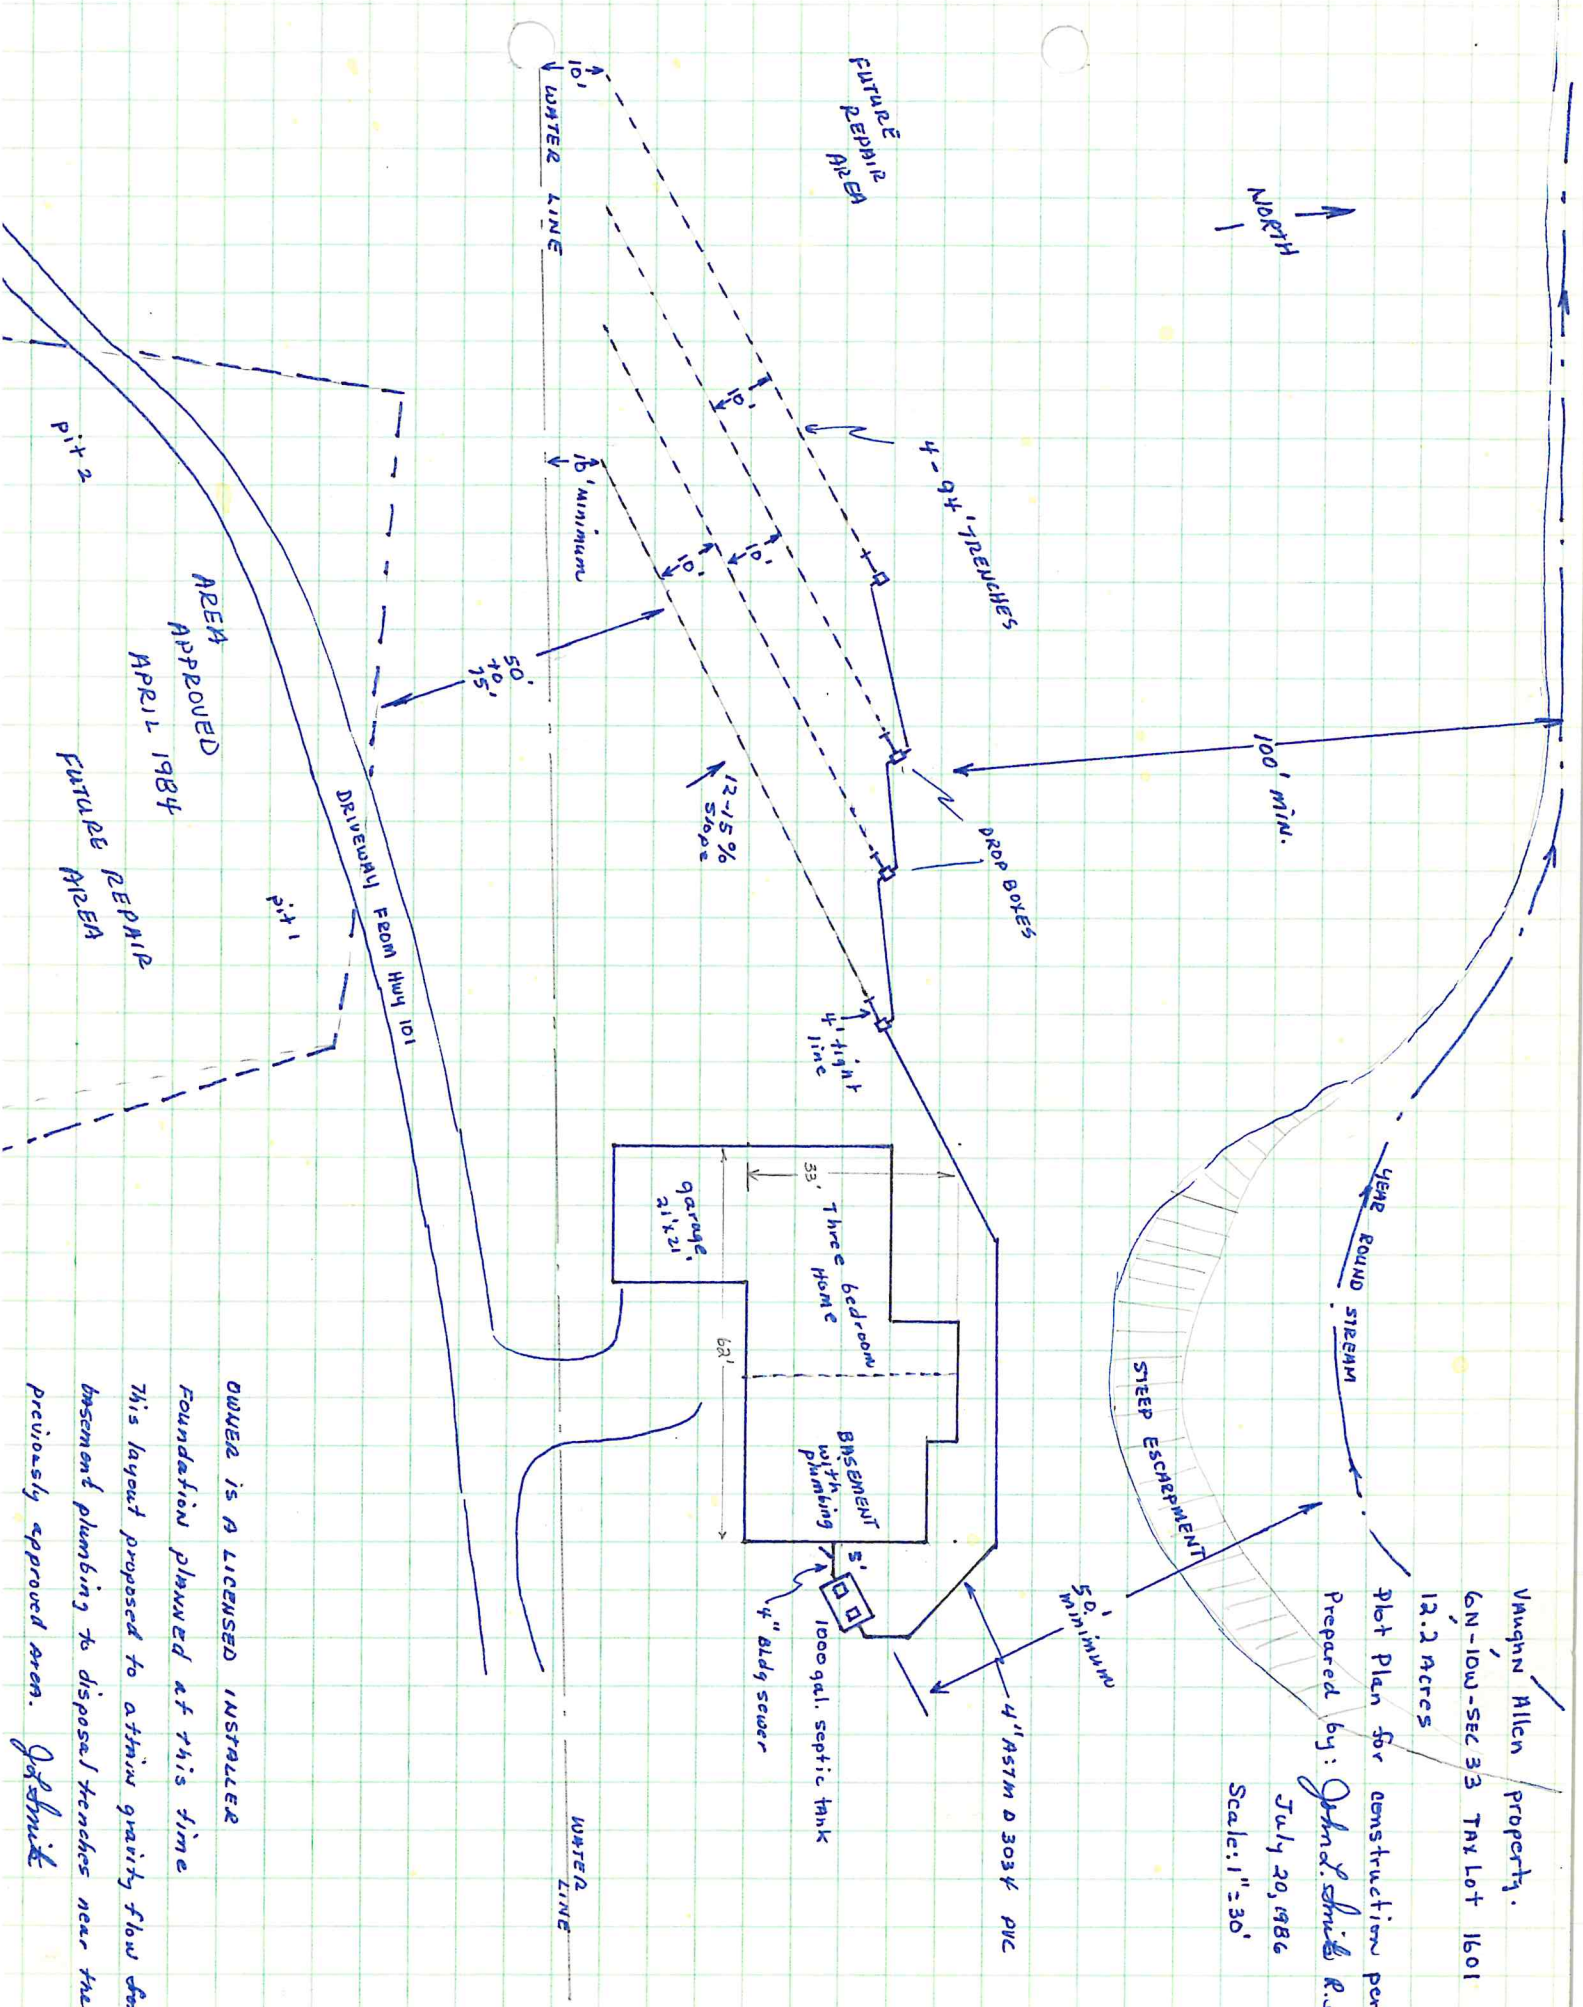 Vaughn Allen property.
6N-10W-SEC 33 TAX Lot 1601
12.2 Acres
Plot Plan for construction per
Prepared by: John L. Smits R.S
July 20, 1986
Scale: 1"=30'
NORTH
FUTURE
REPAIR
AREA
10'
WATER LINE
4-94' TRENCHES
10'
10'
10'
10' minimum
50'
to
75'
12-15%
slope
100' MIN.
DROP BOXES
4' tight
line
YEAR ROUND STREAM
STEEP ESCARPMENT
50'
minimum
33'
Three bedroom
Home
garage
21'x21'
62'
BASEMENT
with
plumbing
5'
1000 gal. septic tank
4" Bldg sewer
4" ASTM D 3034 PVC
WATER
LINE
DRIVEWAY FROM HWY 101
pit 2
pit 1
AREA
APPROVED
APRIL 1984
FUTURE REPAIR
AREA
OWNER is A LICENSED INSTALLER
Foundation planned at this time
This layout proposed to attain gravity flow for
basement plumbing to disposal trenches near the
previously approved area.